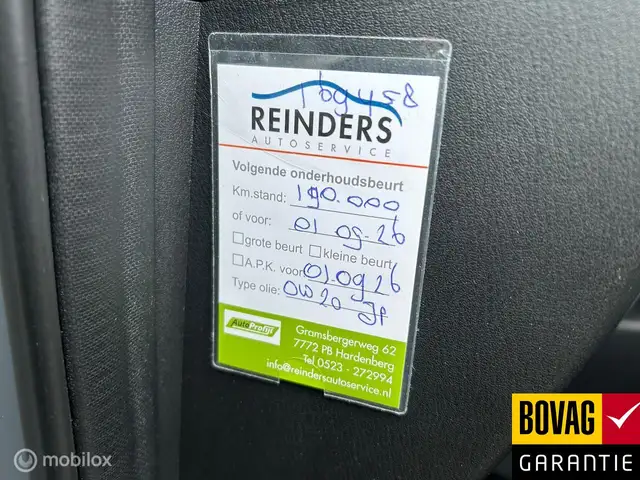 169458
REINDERS
AUTOSERVICE
Volgende onderhoudsbeurt
Km.stand: 190.000
of voor: 01 09-26
grote beurt kleine beurt
A.P.K. voor 01.09 26
Type olie: 0W20 Jp
AutoProfijt
Gramsbergerweg 62
7772 PB Hardenberg
Tel 0523 - 272994
info@reindersautoservice.nl
BOVAG
GARANTIE
mobilox